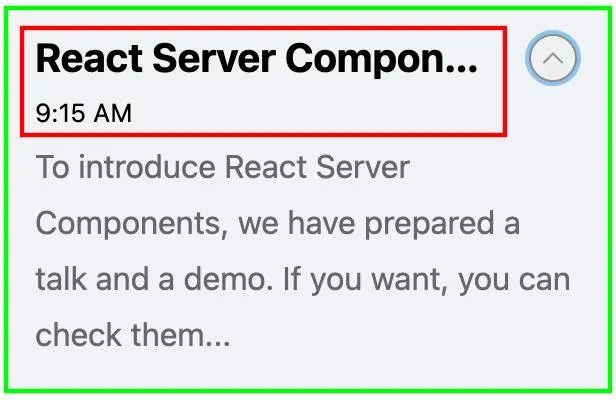 React Server Compon...
9:15 AM
To introduce React Server
Components, we have prepared a
talk and a demo. If you want, you can
check them...